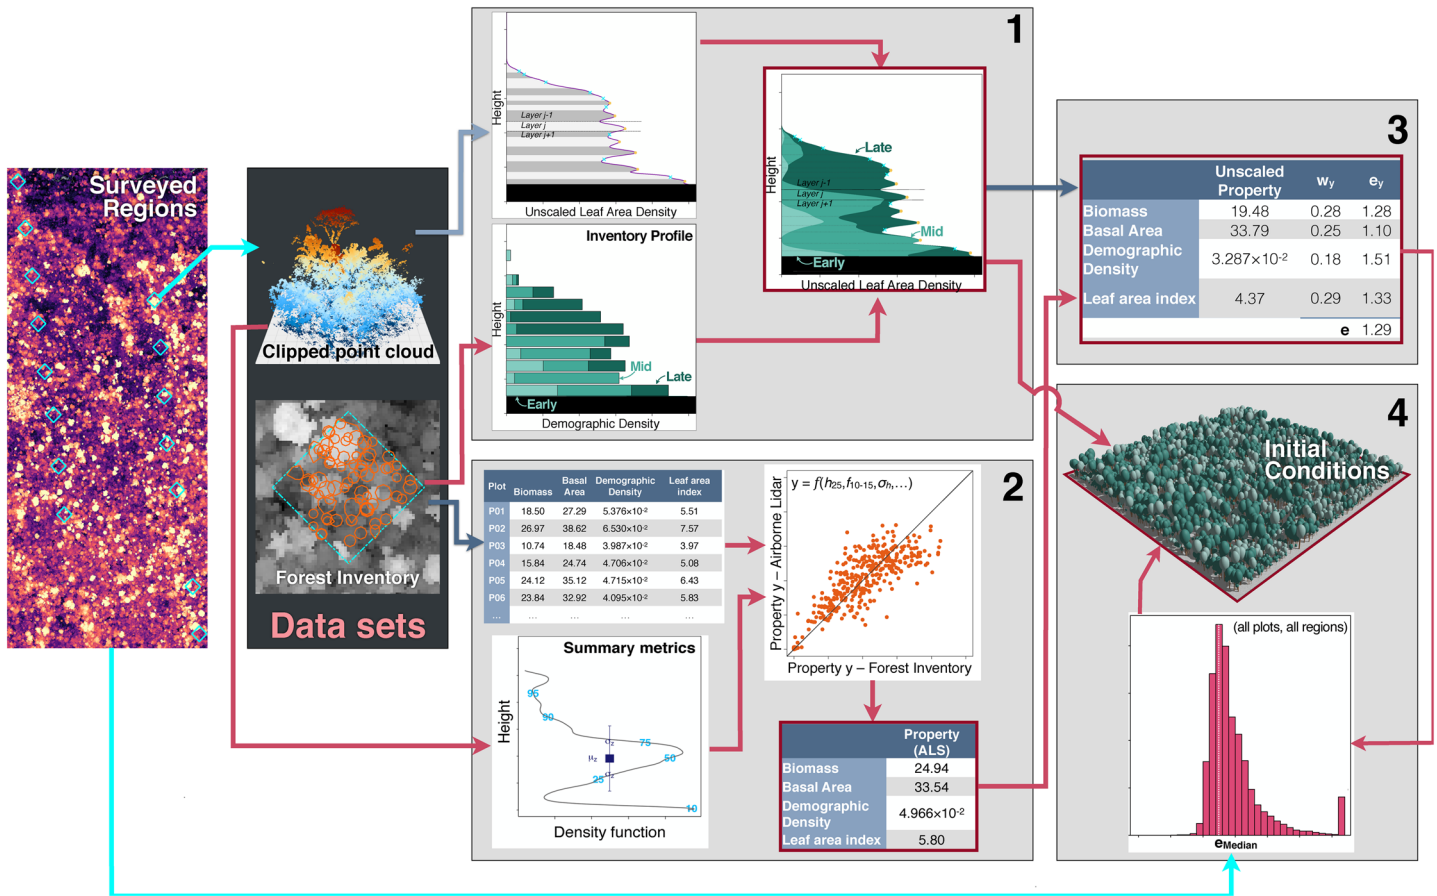 Surveyed
Regions
Clipped point cloud
Forest Inventory
Data sets
1
Height
Layer j-1
Layer j
Layer j+1
Unscaled Leaf Area Density
Inventory Profile
Height
Mid
Late
Early
Demographic Density
Height
Late
Layer j-1
Layer j
Layer j+1
Mid
Early
Unscaled Leaf Area Density
2
Plot Biomass Basal Area Demographic Density Leaf area index
P01 18.50 27.29 5.376×10-2 5.51
P02 26.97 38.62 6.530×10-2 7.57
P03 10.74 18.48 3.987×10-2 3.97
P04 15.84 24.74 4.706×10-2 5.08
P05 24.12 35.12 4.715×10-2 6.43
P06 23.84 32.92 4.095×10-2 5.83
... ... ... ... ...
Summary metrics
Height
95
90
75
σz
μz
50
25
σz
10
Density function
y = f(h25,f10-15,σh,...)
Property y – Airborne Lidar
Property y – Forest Inventory
Property
(ALS)
Biomass 24.94
Basal Area 33.54
Demographic Density 4.966×10-2
Leaf area index 5.80
3
Unscaled Property wy ey
Biomass 19.48 0.28 1.28
Basal Area 33.79 0.25 1.10
Demographic Density 3.287×10-2 0.18 1.51
Leaf area index 4.37 0.29 1.33
e 1.29
4
Initial
Conditions
(all plots, all regions)
eMedian